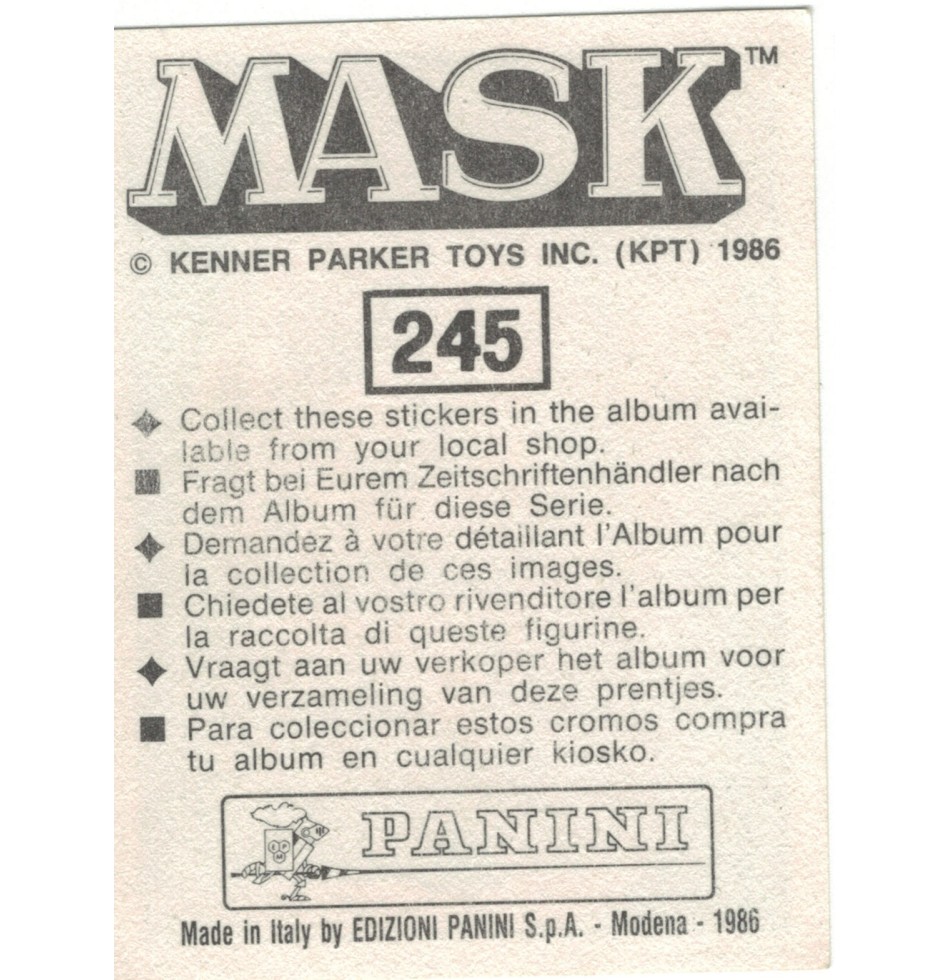 MASK™
© KENNER PARKER TOYS INC. (KPT) 1986
245
Collect these stickers in the album avai-
lable from your local shop.
Fragt bei Eurem Zeitschriftenhändler nach
dem Album für diese Serie.
Demandez à votre détaillant l'Album pour
la collection de ces images.
Chiedete al vostro rivenditore l'album per
la raccolta di queste figurine.
Vraagt aan uw verkoper het album voor
uw verzameling van deze prentjes.
Para coleccionar estos cromos compra
tu album en cualquier kiosko.
PANINI
Made in Italy by EDIZIONI PANINI S.p.A. - Modena - 1986